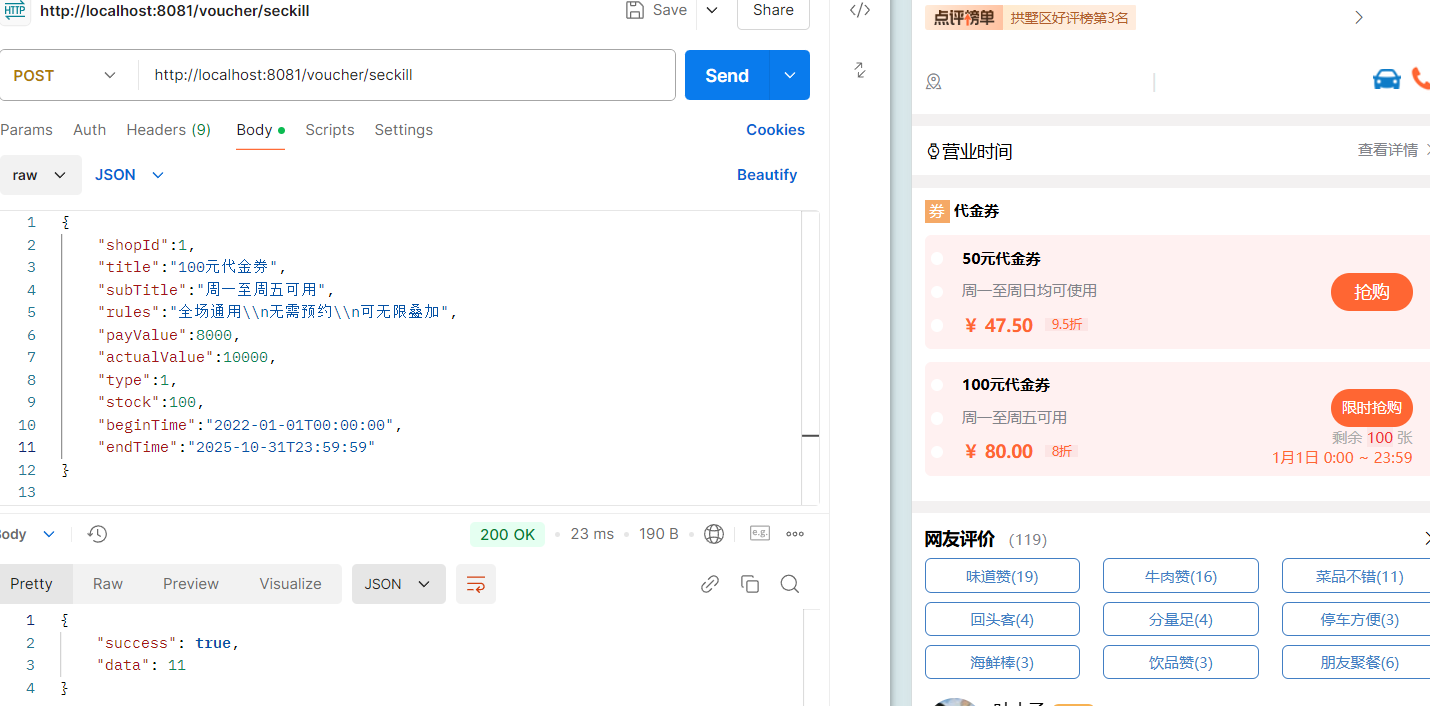 HTTP http://localhost:8081/voucher/seckill Save Share
POST http://localhost:8081/voucher/seckill Send
Params Auth Headers (9) Body Scripts Settings Cookies
raw JSON Beautify
1 {
2 "shopId":1,
3 "title":"100元代金券",
4 "subTitle":"周一至周五可用",
5 "rules":"全场通用\\n无需预约\\n可无限叠加",
6 "payValue":8000,
7 "actualValue":10000,
8 "type":1,
9 "stock":100,
10 "beginTime":"2022-01-01T00:00:00",
11 "endTime":"2025-10-31T23:59:59"
12 }
13
Body 200 OK 23 ms 190 B e.g.
Pretty Raw Preview Visualize JSON
1 {
2 "success": true,
3 "data": 11
4 }
点评榜单 拱墅区好评榜第3名
营业时间 查看详情
券 代金券
50元代金券
周一至周日均可使用
抢购
￥ 47.50 9.5折
100元代金券
限时抢购
周一至周五可用
剩余 100 张
￥ 80.00 8折
1月1日 0:00 ~ 23:59
网友评价 (119)
味道赞(19) 牛肉赞(16) 菜品不错(11)
回头客(4) 分量足(4) 停车方便(3)
海鲜棒(3) 饮品赞(3) 朋友聚餐(6)